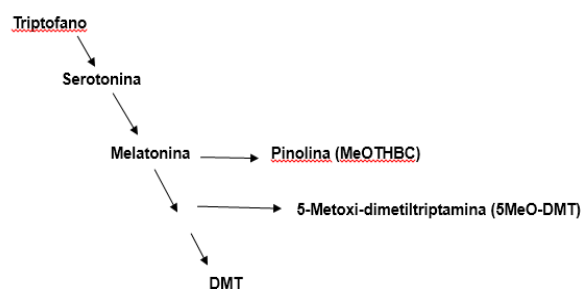 Triptofano
Serotonina
Melatonina
Pinolina (MeOTHBC)
5-Metoxi-dimetiltriptamina (5MeO-DMT)
DMT